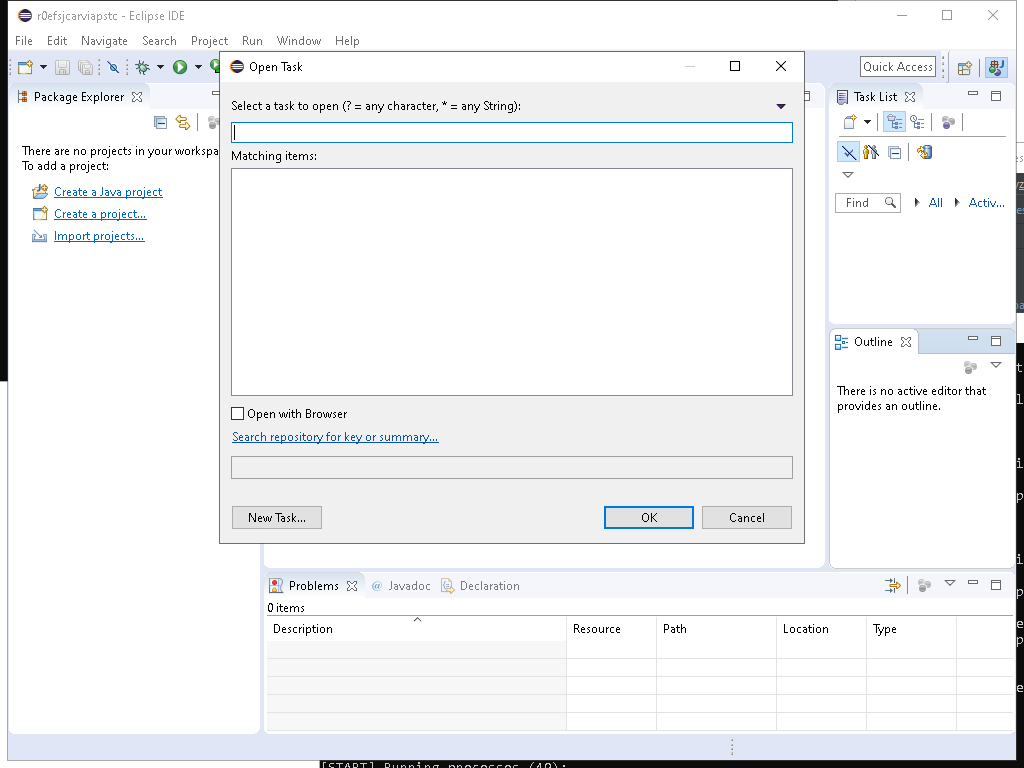 r0efsjcarviapstc - Eclipse IDE
File Edit Navigate Search Project Run Window Help
Quick Access
Package Explorer
There are no projects in your workspa
To add a project:
Create a Java project
Create a project...
Import projects...
Open Task
Select a task to open (? = any character, * = any String):
Matching items:
Open with Browser
Search repository for key or summary...
New Task...
OK
Cancel
Task List
Find
All
Activ...
Outline
There is no active editor that
provides an outline.
Problems
@ Javadoc
Declaration
0 items
Description Resource Path Location Type